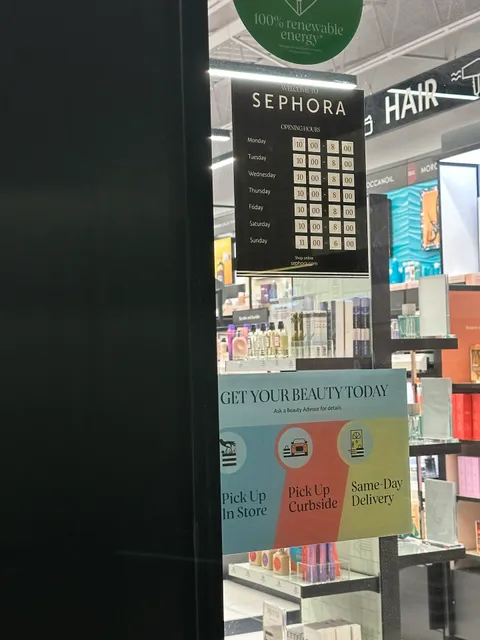 100% renewable
energy*
WELCOME TO
SEPHORA
OPENING HOURS
Monday 10 00 - 8 00
Tuesday 10 00 - 8 00
Wednesday 10 00 - 8 00
Thursday 10 00 - 8 00
Friday 10 00 - 8 00
Saturday 10 00 - 8 00
Sunday 11 00 - 6 00
Shop online
HAIR
GET YOUR BEAUTY TODAY
Ask a Beauty Advisor for details.
Pick Up
In Store
Pick Up
Curbside
Same-Day
Delivery